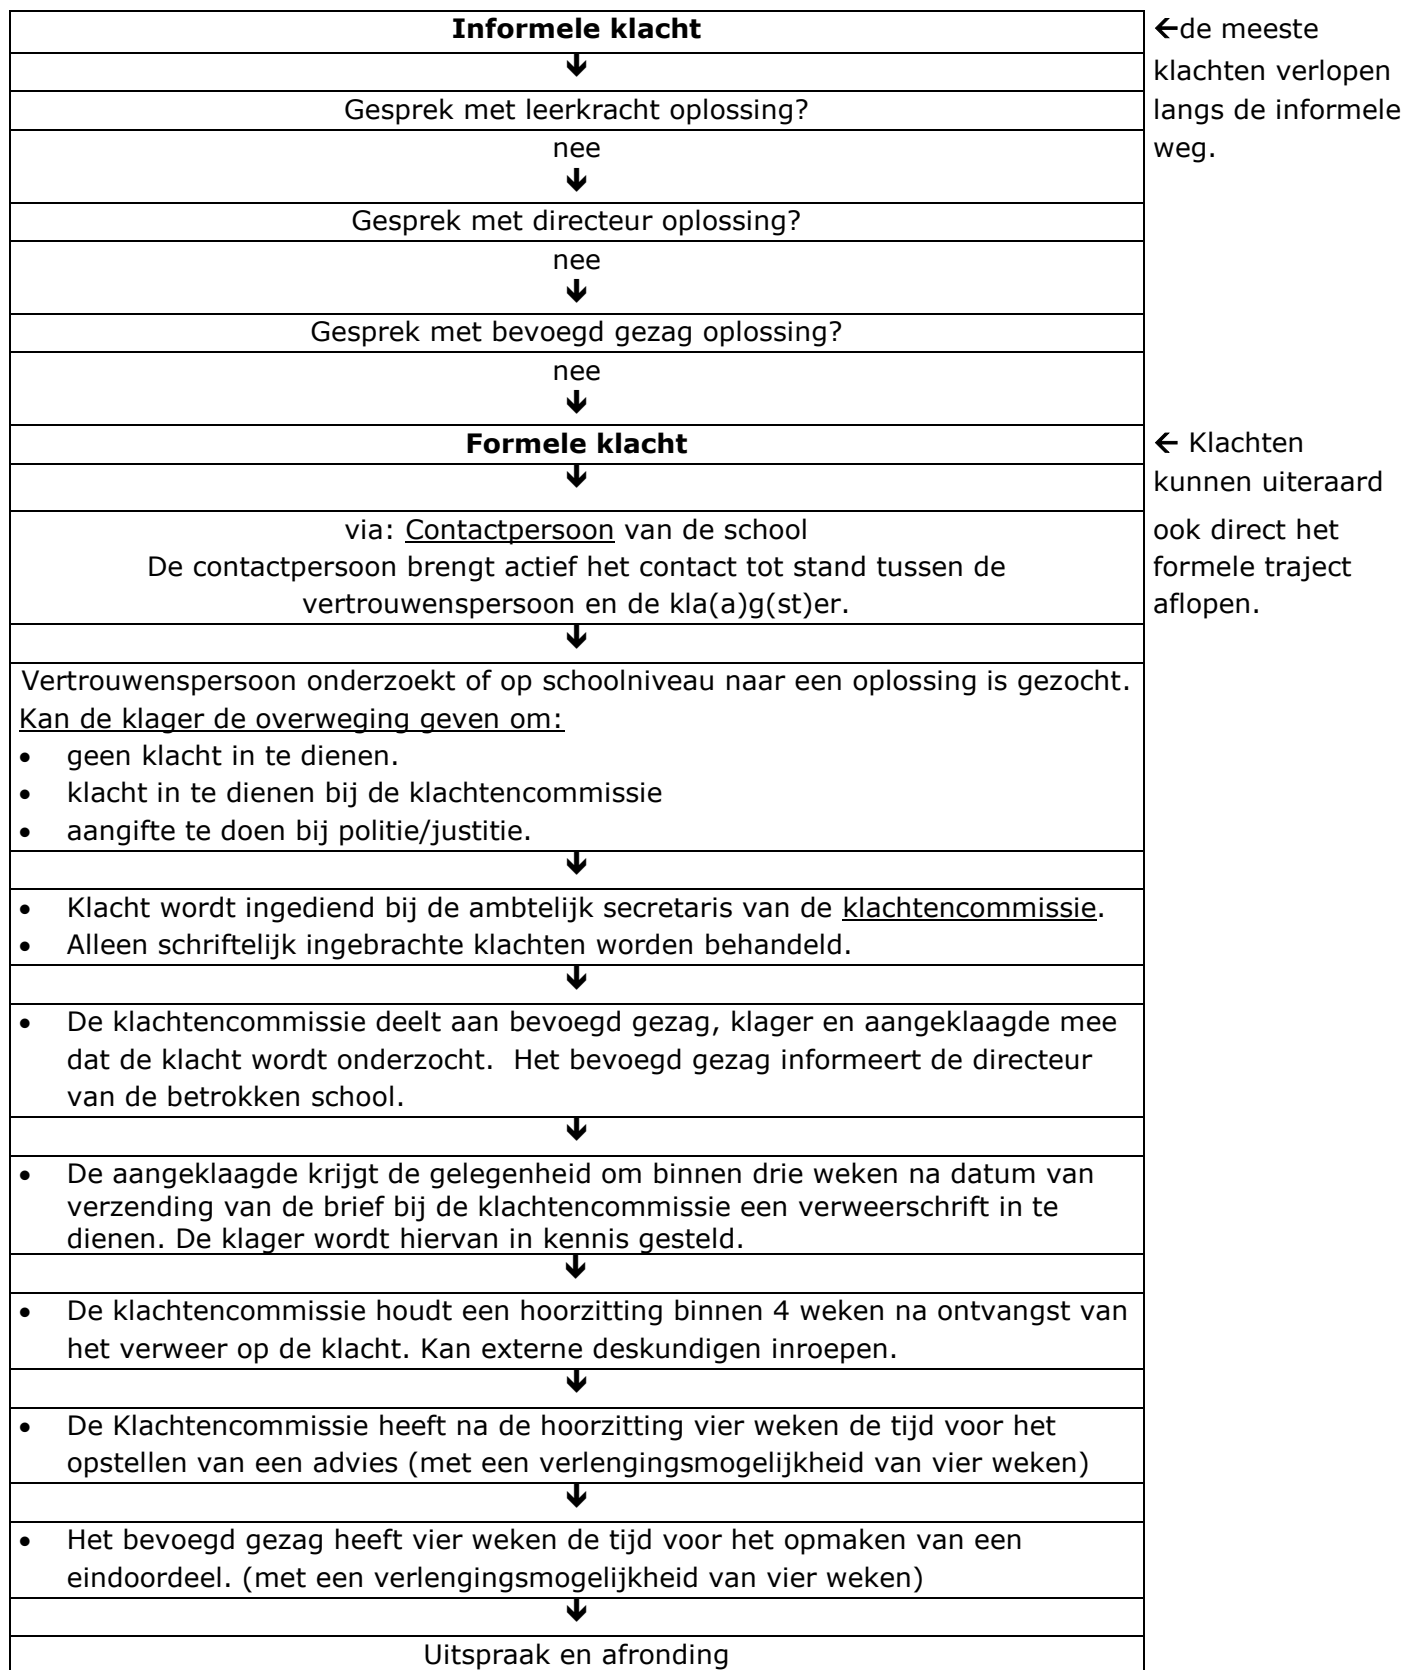 Informele klacht
←de meeste
🡻
klachten verlopen
Gesprek met leerkracht oplossing?
langs de informele
nee
weg.
🡻
Gesprek met directeur oplossing?
nee
🡻
Gesprek met bevoegd gezag oplossing?
nee
🡻
Formele klacht
← Klachten
🡻
kunnen uiteraard
via: Contactpersoon van de school
ook direct het
De contactpersoon brengt actief het contact tot stand tussen de
formele traject
vertrouwenspersoon en de kla(a)g(st)er.
aflopen.
🡻
Vertrouwenspersoon onderzoekt of op schoolniveau naar een oplossing is gezocht.
Kan de klager de overweging geven om:
• geen klacht in te dienen.
• klacht in te dienen bij de klachtencommissie
• aangifte te doen bij politie/justitie.
🡻
• Klacht wordt ingediend bij de ambtelijk secretaris van de klachtencommissie.
• Alleen schriftelijk ingebrachte klachten worden behandeld.
🡻
• De klachtencommissie deelt aan bevoegd gezag, klager en aangeklaagde mee
dat de klacht wordt onderzocht.  Het bevoegd gezag informeert de directeur
van de betrokken school.
🡻
• De aangeklaagde krijgt de gelegenheid om binnen drie weken na datum van
verzending van de brief bij de klachtencommissie een verweerschrift in te
dienen. De klager wordt hiervan in kennis gesteld.
🡻
• De klachtencommissie houdt een hoorzitting binnen 4 weken na ontvangst van
het verweer op de klacht. Kan externe deskundigen inroepen.
🡻
• De Klachtencommissie heeft na de hoorzitting vier weken de tijd voor het
opstellen van een advies (met een verlengingsmogelijkheid van vier weken)
🡻
• Het bevoegd gezag heeft vier weken de tijd voor het opmaken van een
eindoordeel. (met een verlengingsmogelijkheid van vier weken)
🡻
Uitspraak en afronding